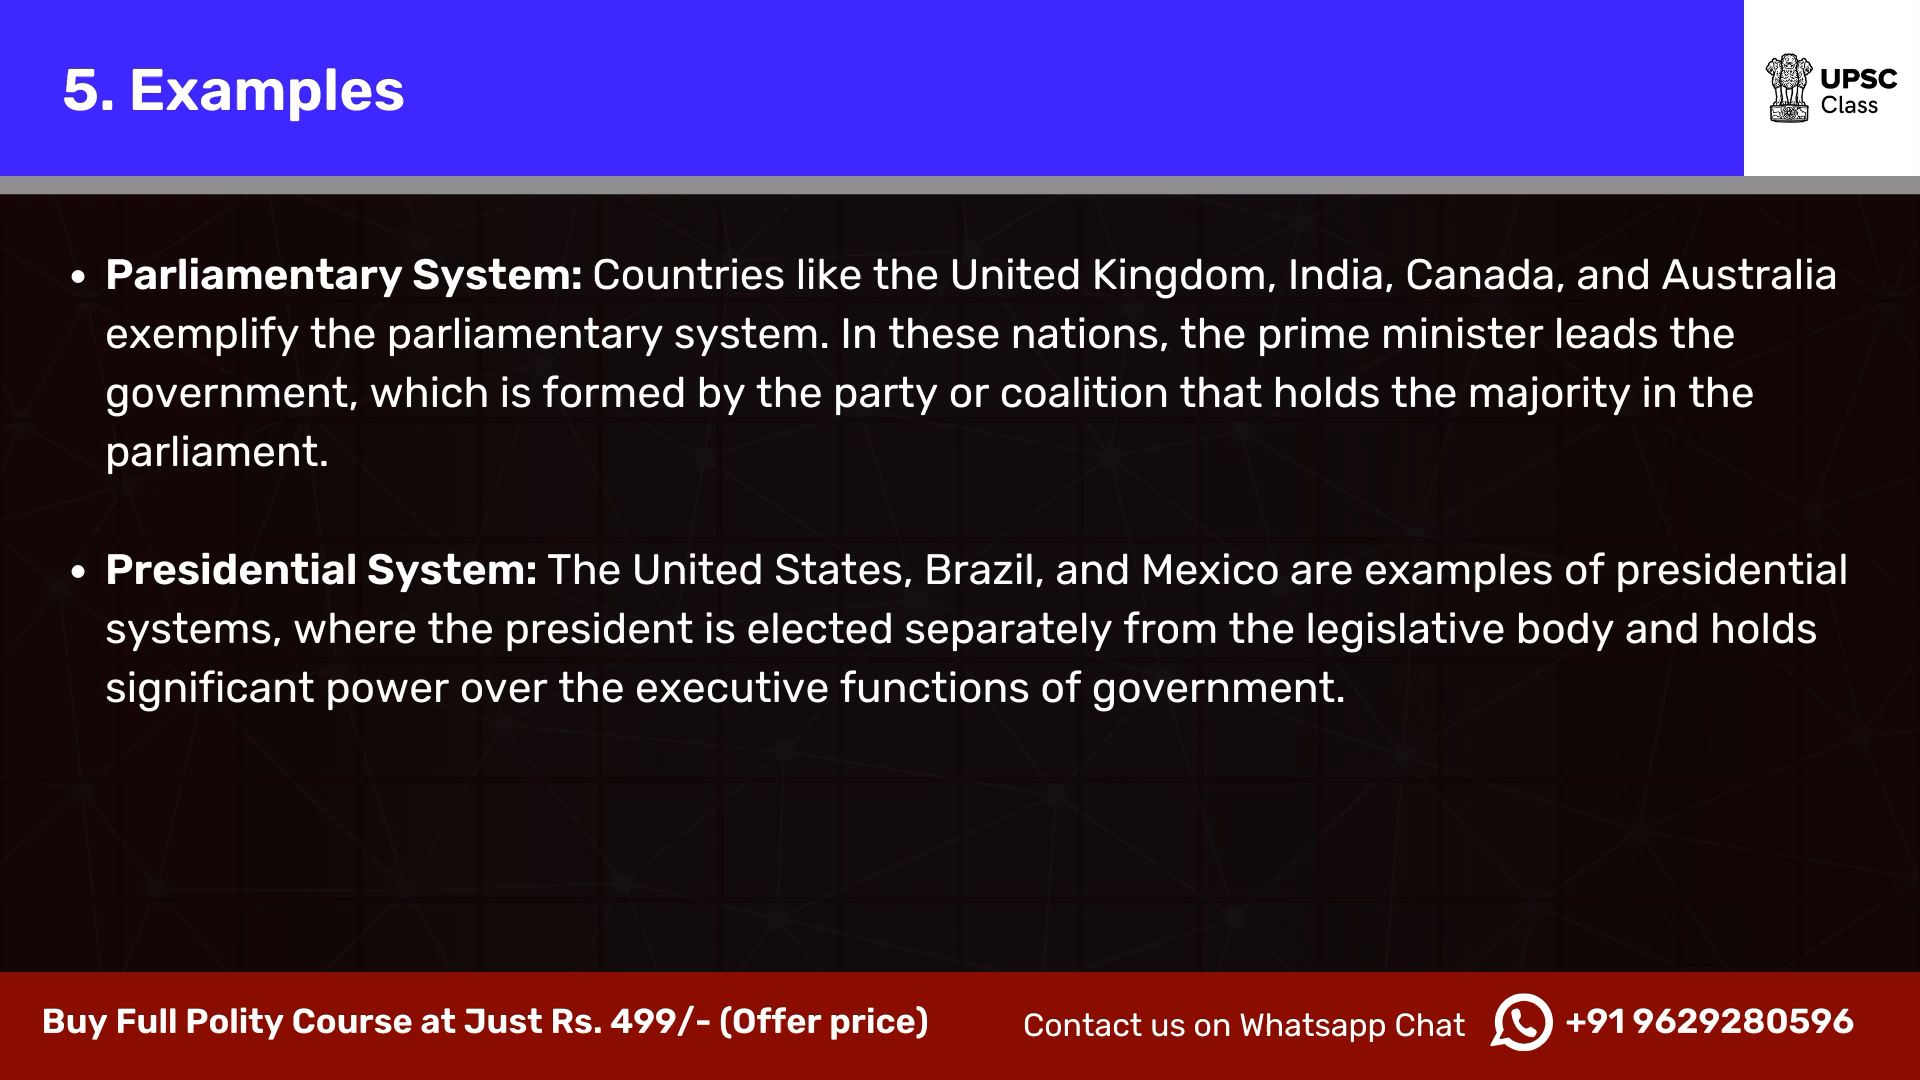 5. Examples
UPSC
Class
• Parliamentary System: Countries like the United Kingdom, India, Canada, and Australia
exemplify the parliamentary system. In these nations, the prime minister leads the
government, which is formed by the party or coalition that holds the majority in the
parliament.
• Presidential System: The United States, Brazil, and Mexico are examples of presidential
systems, where the president is elected separately from the legislative body and holds
significant power over the executive functions of government.
Buy Full Polity Course at Just Rs. 499/- (Offer price)
Contact us on Whatsapp Chat
+91 9629280596